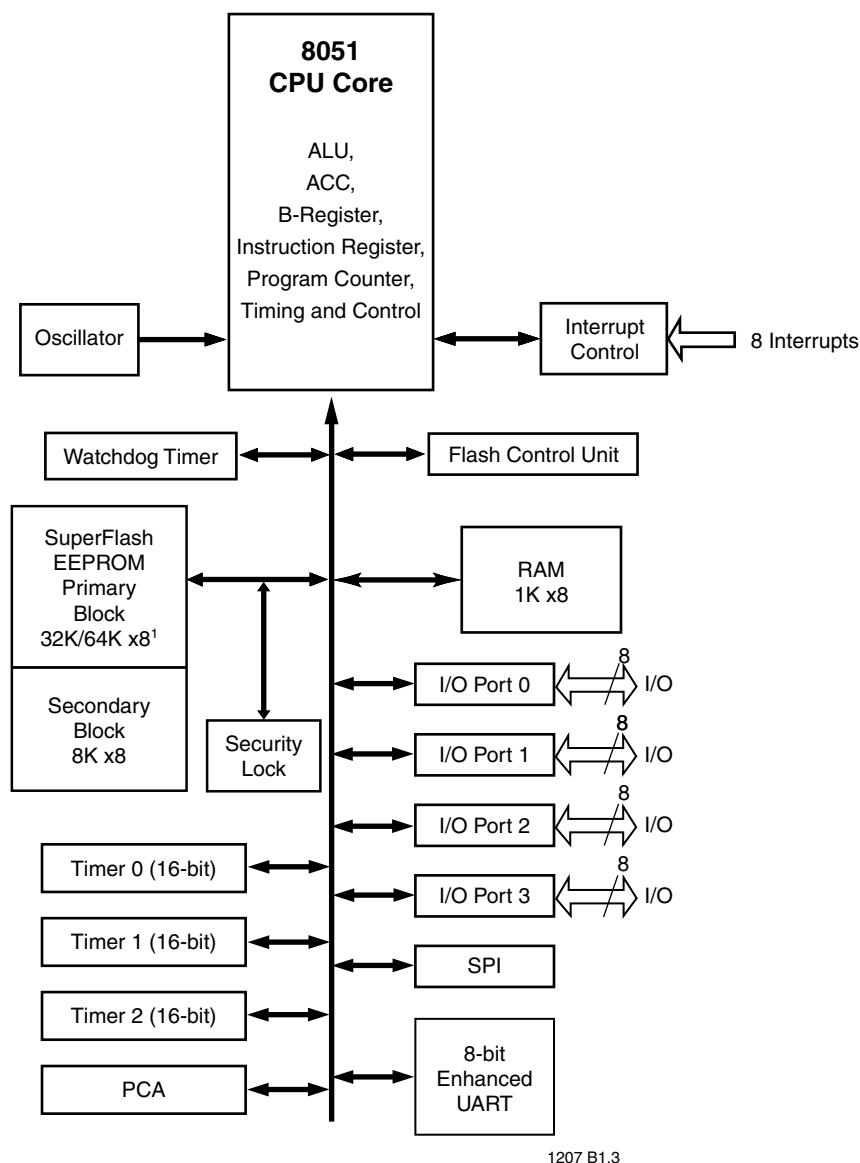 8051
CPU Core
ALU,
ACC,
B-Register,
Instruction Register,
Program Counter,
Timing and Control
Oscillator
Interrupt
Control
8 Interrupts
Watchdog Timer
Flash Control Unit
SuperFlash
EEPROM
Primary
Block
32K/64K x8¹
RAM
1K x8
Secondary
Block
8K x8
Security
Lock
8
I/O Port 0
I/O
8
I/O Port 1
I/O
8
I/O Port 2
I/O
8
I/O Port 3
I/O
Timer 0 (16-bit)
Timer 1 (16-bit)
SPI
Timer 2 (16-bit)
8-bit
Enhanced
UART
PCA
1207 B1.3